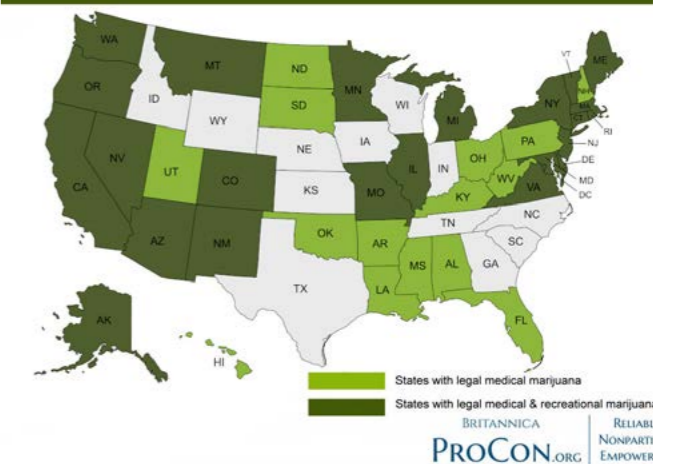 WA
MT
ND
MN
VT
ME
OR
ID
SD
WI
NH
WY
MI
NY
MA
CT
RI
IA
NE
PA
NJ
NV
UT
CO
IL
IN
OH
DE
CA
KS
MO
WV
VA
MD
KY
DC
AZ
NM
OK
AR
TN
NC
SC
MS
AL
GA
TX
LA
FL
AK
HI
States with legal medical marijuana
States with legal medical & recreational marijuana
BRITANNICA
PROCON.ORG
RELIABL
NONPARTI
EMPOWER